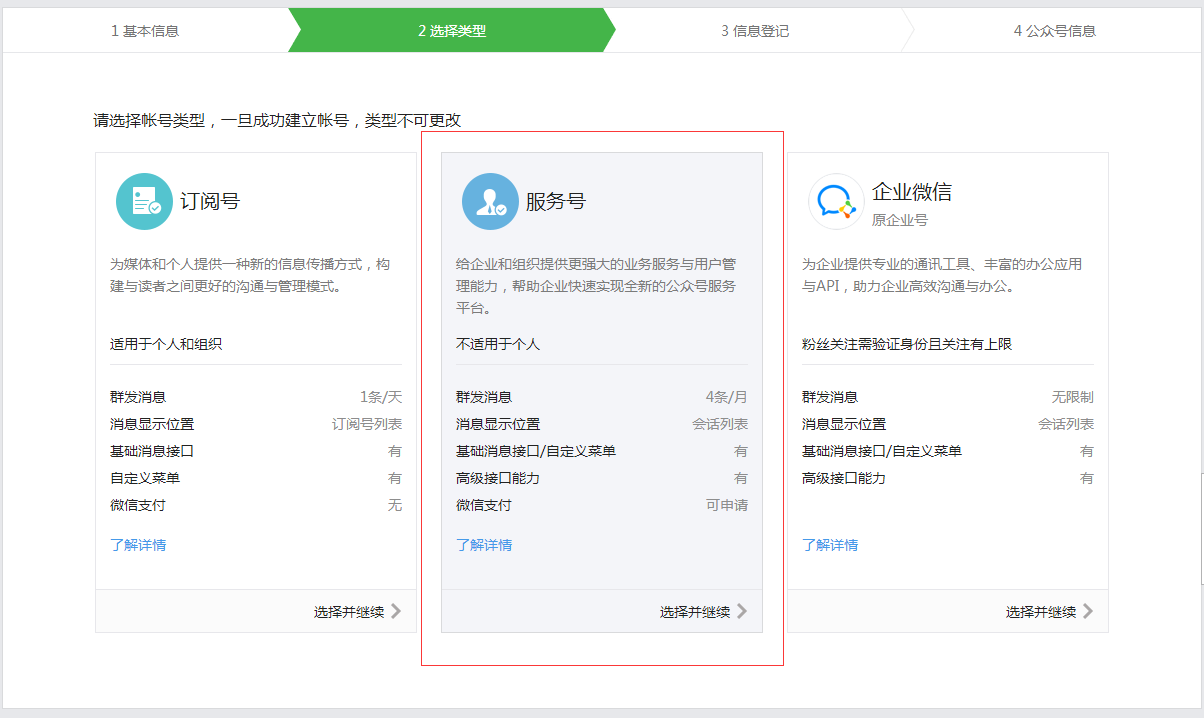 1 基本信息
2 选择类型
3 信息登记
4 公众号信息
请选择帐号类型，一旦成功建立帐号，类型不可更改
订阅号
为媒体和个人提供一种新的信息传播方式，构
建与读者之间更好的沟通与管理模式。
适用于个人和组织
群发消息 1条/天
消息显示位置 订阅号列表
基础消息接口 有
自定义菜单 有
微信支付 无
了解详情
选择并继续
服务号
给企业和组织提供更强大的业务服务与用户管
理能力，帮助企业快速实现全新的公众号服务
平台。
不适用于个人
群发消息 4条/月
消息显示位置 会话列表
基础消息接口/自定义菜单 有
高级接口能力 有
微信支付 可申请
了解详情
选择并继续
企业微信
原企业号
为企业提供专业的通讯工具、丰富的办公应用
与API，助力企业高效沟通与办公。
粉丝关注需验证身份且关注有上限
群发消息 无限制
消息显示位置 会话列表
基础消息接口/自定义菜单 有
高级接口能力 有
了解详情
选择并继续